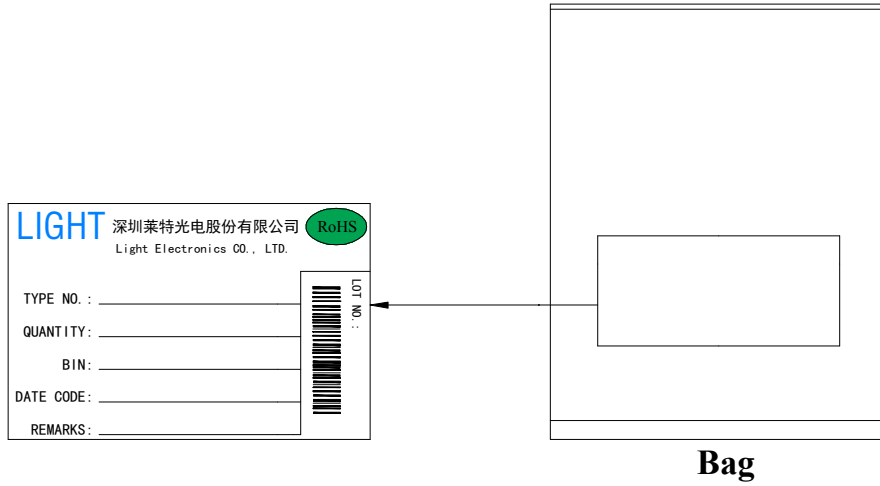 LIGHT 深圳莱特光电股份有限公司 RoHS
Light Electronics CO., LTD.
LOT NO.:
TYPE NO.:
QUANTITY:
BIN:
DATE CODE:
REMARKS:
Bag